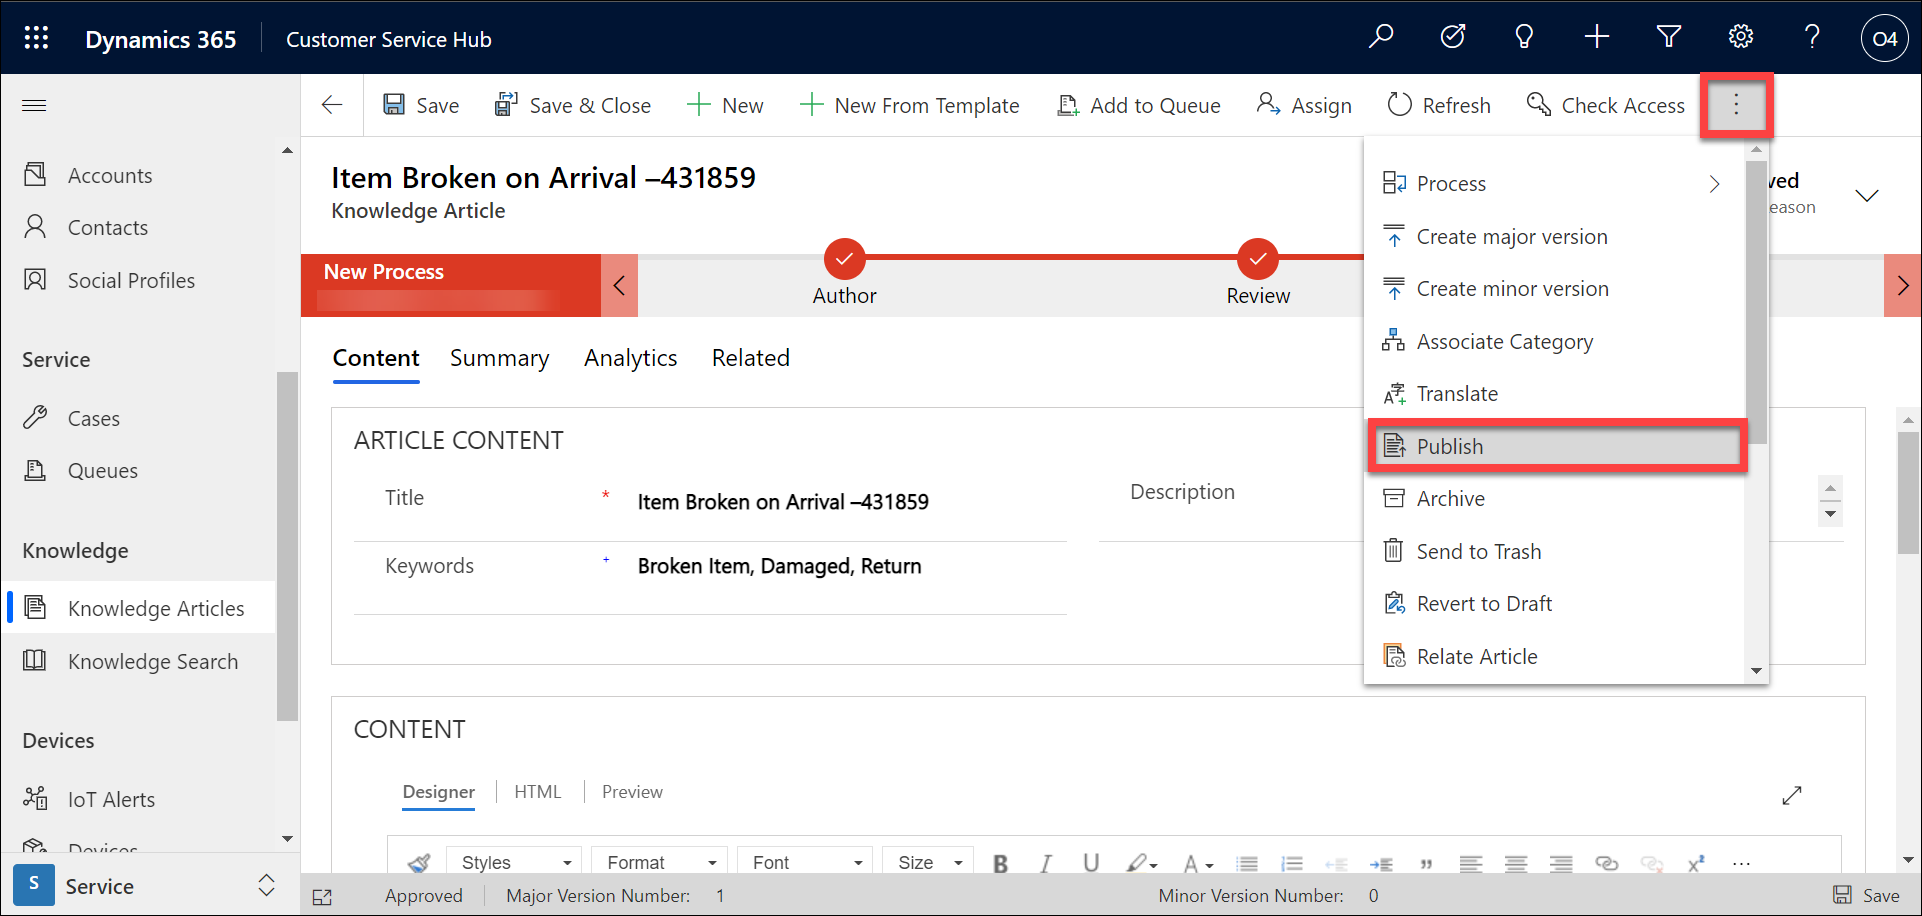 Dynamics 365
Customer Service Hub
O4
Save
Save & Close
New
New From Template
Add to Queue
Assign
Refresh
Check Access
Accounts
Contacts
Social Profiles
Service
Cases
Queues
Knowledge
Knowledge Articles
Knowledge Search
Devices
IoT Alerts
Devices
S
Service
Item Broken on Arrival –431859
Knowledge Article
New Process
Author
Review
Content
Summary
Analytics
Related
ARTICLE CONTENT
Title
*
Item Broken on Arrival –431859
Keywords
+
Broken Item, Damaged, Return
Description
Process
Create major version
Create minor version
Associate Category
Translate
Publish
Archive
Send to Trash
Revert to Draft
Relate Article
ved
eason
CONTENT
Designer
HTML
Preview
Styles
Format
Font
Size
B
I
U
A
Approved
Major Version Number:
1
Minor Version Number:
0
Save